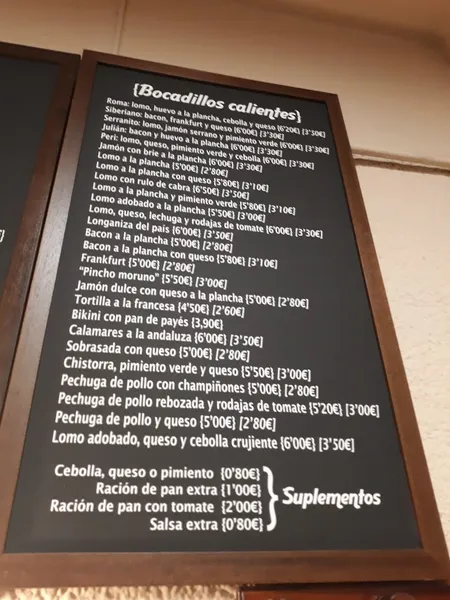 {Bocadillos calientes}
Roma: lomo, huevo a la plancha, cebolla y queso {6'20€} [3'50€]
Siberiano: bacon, frankfurt y queso {6'00€} [3'30€]
Serranito: lomo, jamón serrano y pimiento verde {6'00€} [3'30€]
Julián: bacon y huevo a la plancha {6'00€} [3'30€]
Peri: lomo, queso, pimiento verde y cebolla {6'00€} [3'30€]
Jamón con brie a la plancha {6'00€} [3'30€]
Lomo a la plancha {5'00€} [2'80€]
Lomo a la plancha con queso {5'80€} [3'10€]
Lomo a la plancha y pimiento verde {5'80€} [3'10€]
Lomo con rulo de cabra {6'50€} [3'50€]
Lomo adobado a la plancha {5'50€} [3'00€]
Lomo, queso, lechuga y rodajas de tomate {6'00€} [3'30€]
Longaniza del país {6'00€} [3'50€]
Bacon a la plancha {5'00€} [2'80€]
Bacon a la plancha con queso {5'80€} [3'10€]
Frankfurt {5'00€} [2'80€]
"Pincho moruno" {5'50€} [3'00€]
Jamón dulce con queso a la plancha {5'00€} [2'80€]
Tortilla a la francesa {4'50€} [2'60€]
Bikini con pan de payés {3,90€}
Calamares a la andaluza {6'00€} [3'50€]
Sobrasada con queso {5'00€} [2'80€]
Chistorra, pimiento verde y queso {5'50€} [3'00€]
Pechuga de pollo con champiñones {5'00€} [2'80€]
Pechuga de pollo rebozada y rodajas de tomate {5'20€} [3'00€]
Pechuga de pollo y queso {5'00€} [2'80€]
Lomo adobado, queso y cebolla crujiente {6'00€} [3'50€]
Cebolla, queso o pimiento {0'80€}
Ración de pan extra {1'00€}
Ración de pan con tomate {2'00€}
Salsa extra {0'80€}
} Suplementos